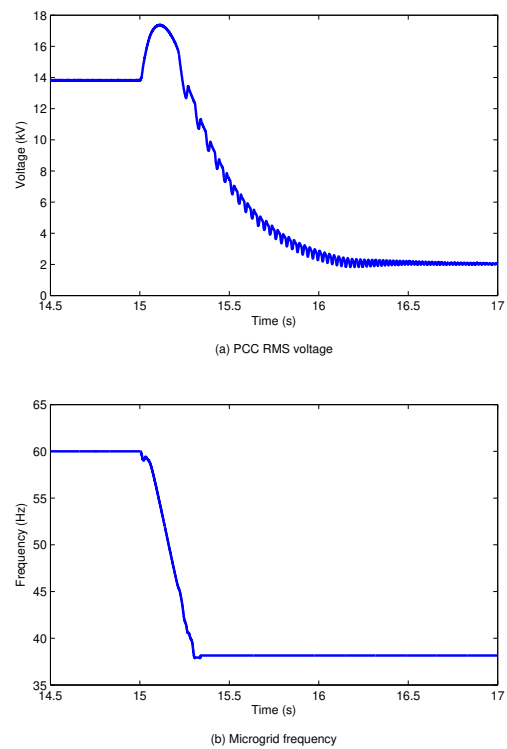 18
16
14
12
10
8
6
4
2
0
Voltage (kV)
14.5 15 15.5 16 16.5 17
Time (s)
(a) PCC RMS voltage
65
60
55
50
45
40
35
Frequency (Hz)
14.5 15 15.5 16 16.5 17
Time (s)
(b) Microgrid frequency